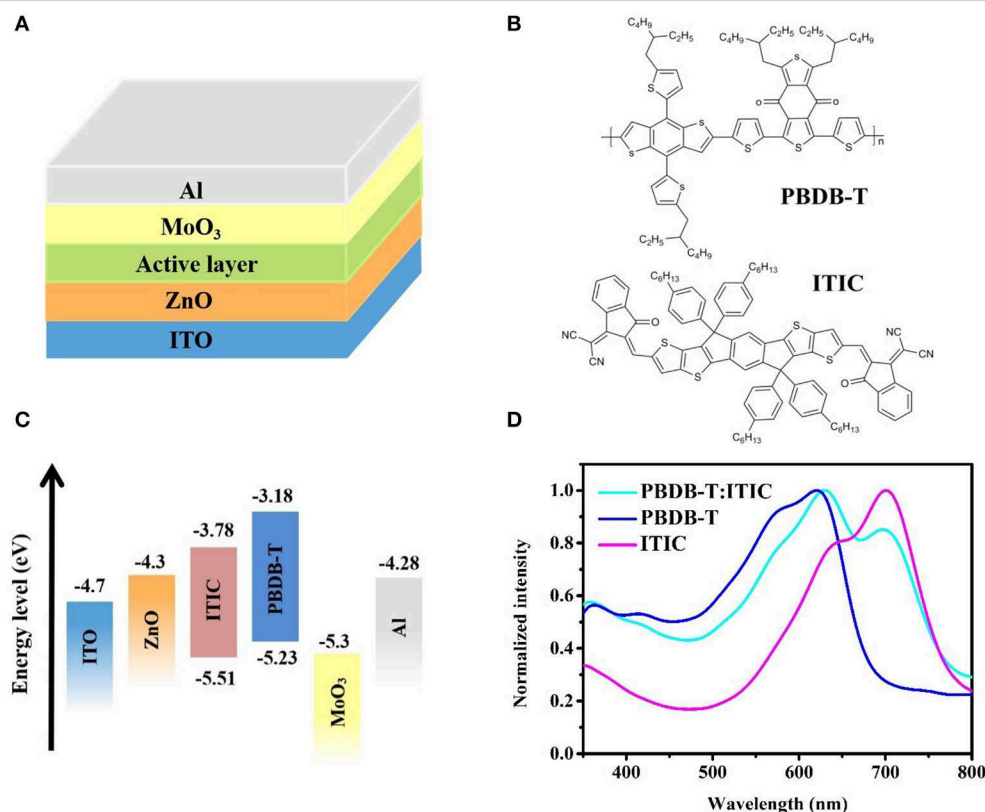 A
Al
MoO₃
Active layer
ZnO
ITO
B
C₄H₉
C₂H₅
C₄H₉
C₂H₅
C₂H₅
C₄H₉
S
S
O
O
S
S
S
S
S
S
n
S
C₂H₅
C₄H₉
PBDB-T
ITIC
C₆H₁₃
C₆H₁₃
O
NC
CN
S
S
S
S
CN
CN
O
C₆H₁₃
C₆H₁₃
C
Energy level (eV)
-4.7
ITO
-4.3
ZnO
-3.78
ITIC
-5.51
-3.18
PBDB-T
-5.23
-5.3
MoO₃
-4.28
Al
D
Normalized intensity
1.0
0.8
0.6
0.4
0.2
0.0
PBDB-T:ITIC
PBDB-T
ITIC
400 500 600 700 800
Wavelength (nm)